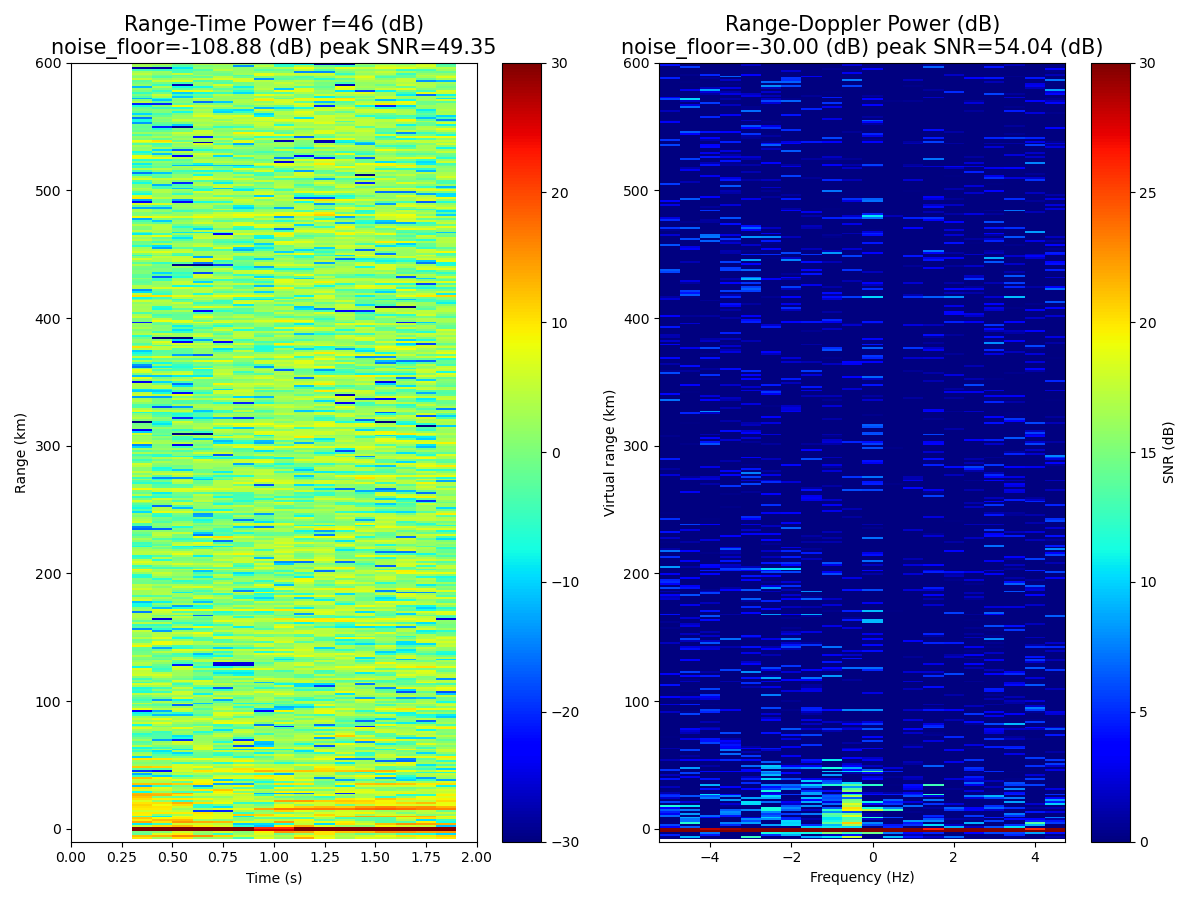 Range-Time Power f=46 (dB)
noise_floor=-108.88 (dB) peak SNR=49.35
Range-Doppler Power (dB)
noise_floor=-30.00 (dB) peak SNR=54.04 (dB)
600
500
400
300
200
100
0
Range (km)
0.00 0.25 0.50 0.75 1.00 1.25 1.50 1.75 2.00
Time (s)
30
20
10
0
−10
−20
−30
600
500
400
300
200
100
0
Virtual range (km)
−4 −2 0 2 4
Frequency (Hz)
30
25
20
15
10
5
0
SNR (dB)